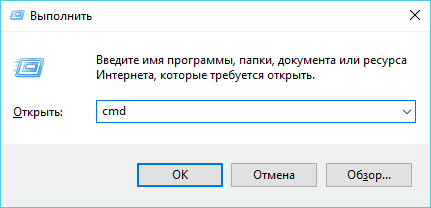 Выполнить
Введите имя программы, папки, документа или ресурса
Интернета, которые требуется открыть.
Открыть: cmd
OK Отмена Обзор...